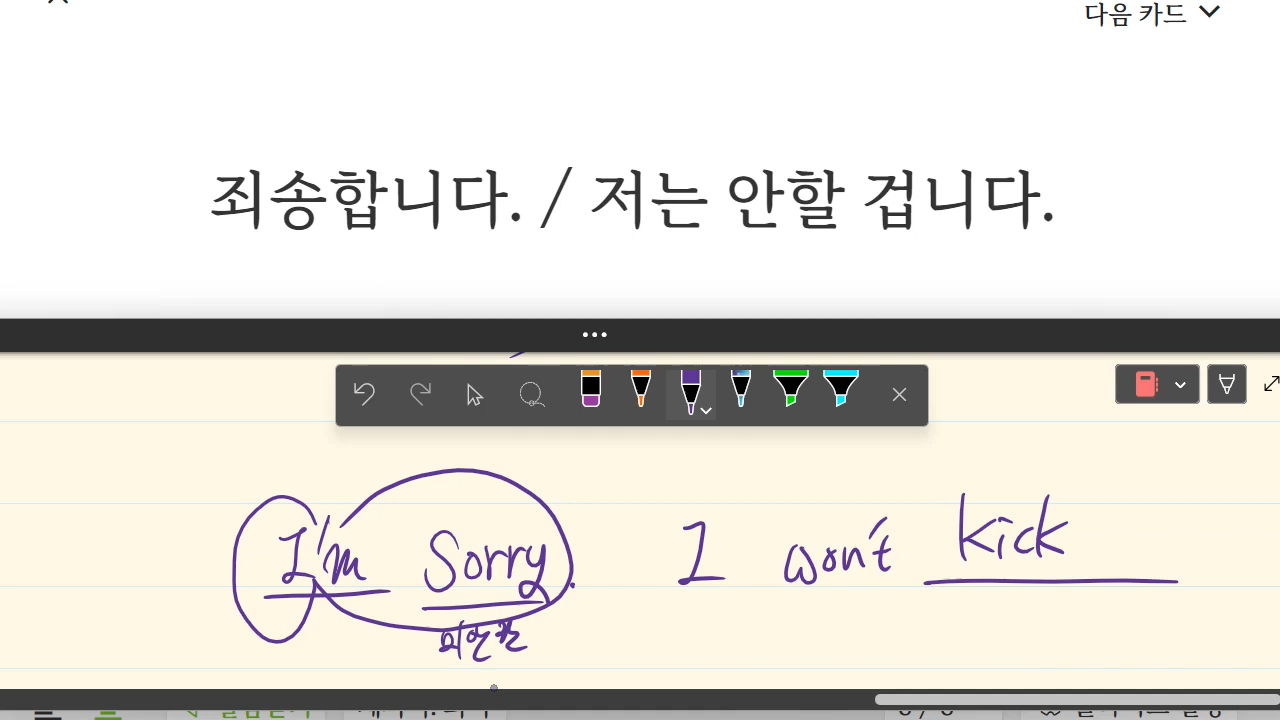 다음 카드
죄송합니다. / 저는 안할 겁니다.
I'm Sorry. I won't kick
미안한